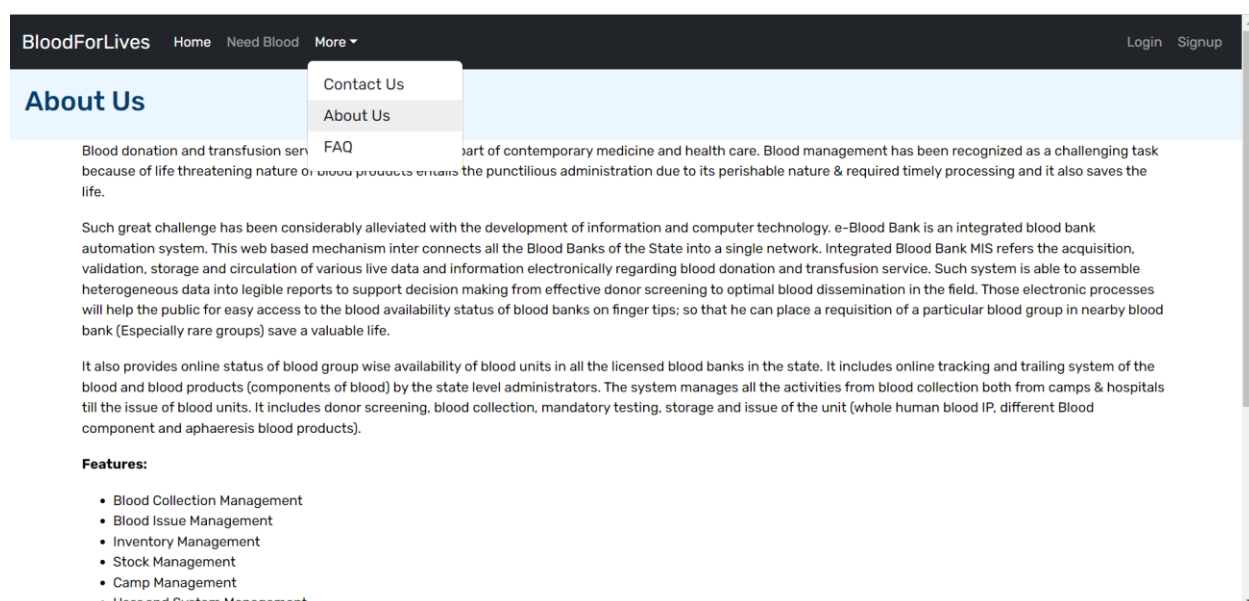 BloodForLives Home Need Blood More Login Signup
Contact Us
About Us
FAQ
About Us
Blood donation and transfusion serv part of contemporary medicine and health care. Blood management has been recognized as a challenging task
because of life threatening nature of blood products entails the punctilious administration due to its perishable nature & required timely processing and it also saves the
life.
Such great challenge has been considerably alleviated with the development of information and computer technology. e-Blood Bank is an integrated blood bank
automation system. This web based mechanism inter connects all the Blood Banks of the State into a single network. Integrated Blood Bank MIS refers the acquisition,
validation, storage and circulation of various live data and information electronically regarding blood donation and transfusion service. Such system is able to assemble
heterogeneous data into legible reports to support decision making from effective donor screening to optimal blood dissemination in the field. Those electronic processes
will help the public for easy access to the blood availability status of blood banks on finger tips; so that he can place a requisition of a particular blood group in nearby blood
bank (Especially rare groups) save a valuable life.
It also provides online status of blood group wise availability of blood units in all the licensed blood banks in the state. It includes online tracking and trailing system of the
blood and blood products (components of blood) by the state level administrators. The system manages all the activities from blood collection both from camps & hospitals
till the issue of blood units. It includes donor screening, blood collection, mandatory testing, storage and issue of the unit (whole human blood IP, different Blood
component and aphaeresis blood products).
Features:
• Blood Collection Management
• Blood Issue Management
• Inventory Management
• Stock Management
• Camp Management
• User and System Management